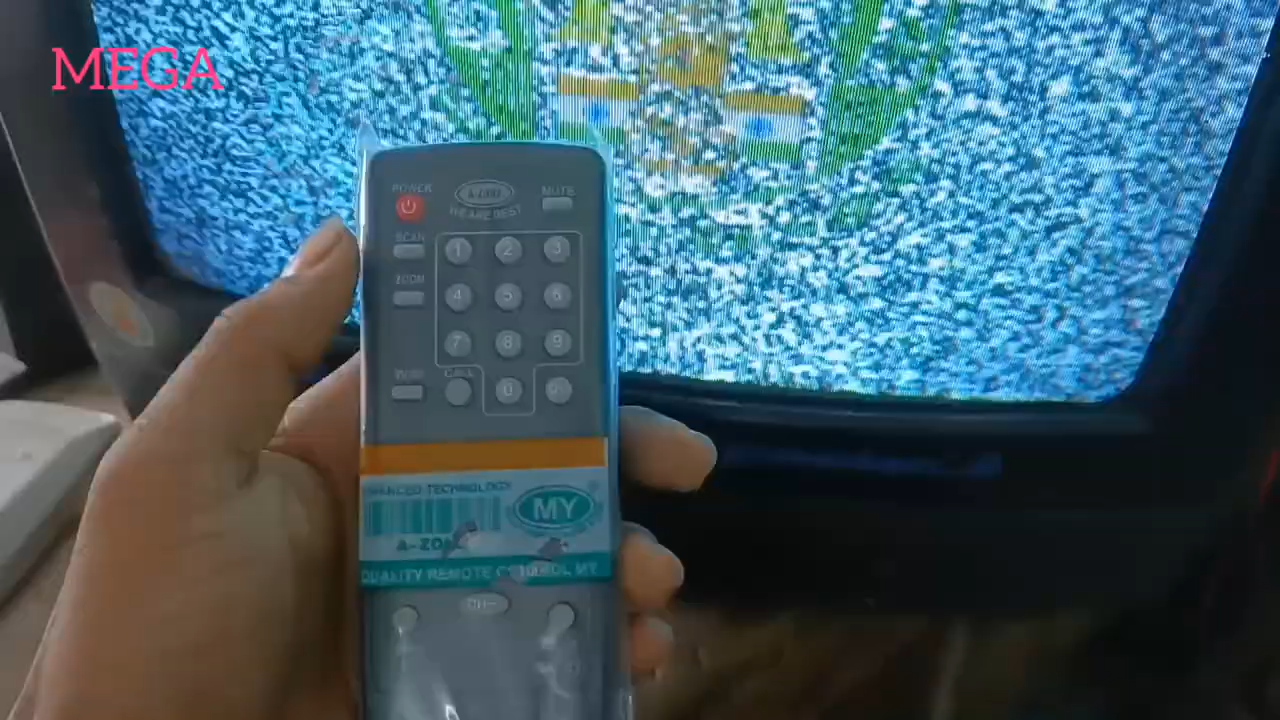 MEGA
POWER
MUTE
SCAN
1 2 3
ZOOM
4 5 6
7 8 9
CALL
0
ADVANCED TECHNOLOGY
MY
QUALITY REMOTE CONTROL MY
CH-